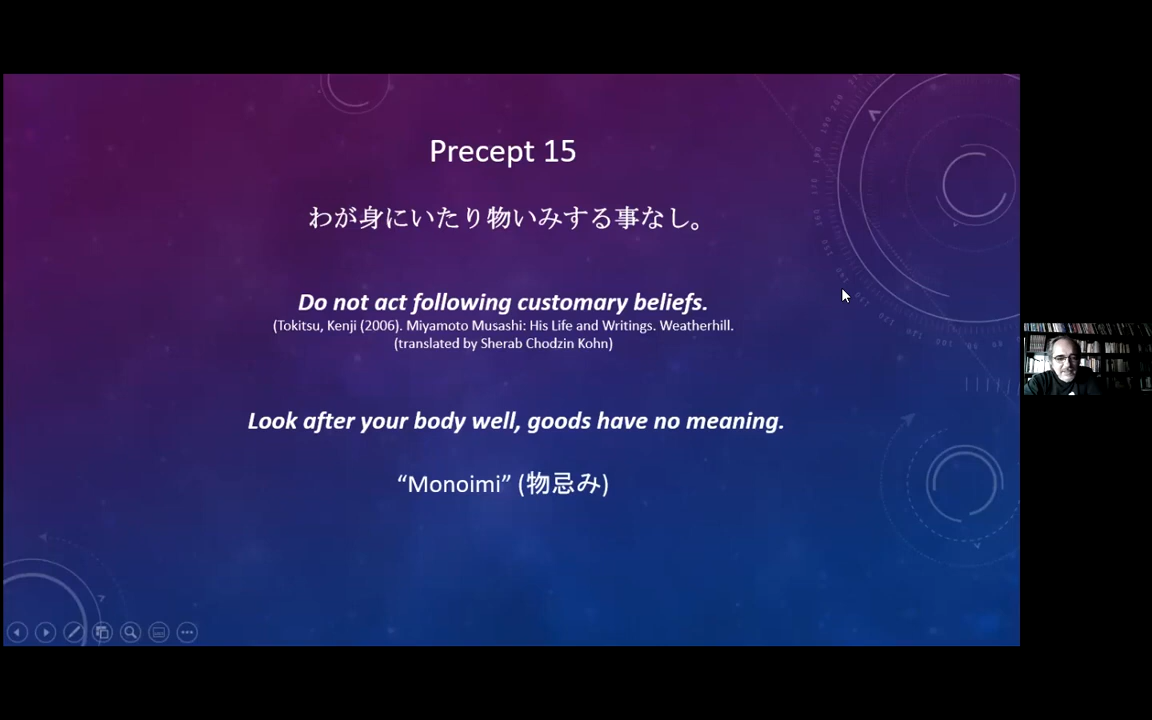 Precept 15
わが身にいたり物いみする事なし。
Do not act following customary beliefs.
(Tokitsu, Kenji (2006). Miyamoto Musashi: His Life and Writings. Weatherhill.
(translated by Sherab Chodzin Kohn)
Look after your body well, goods have no meaning.
“Monoimi” (物忌み)